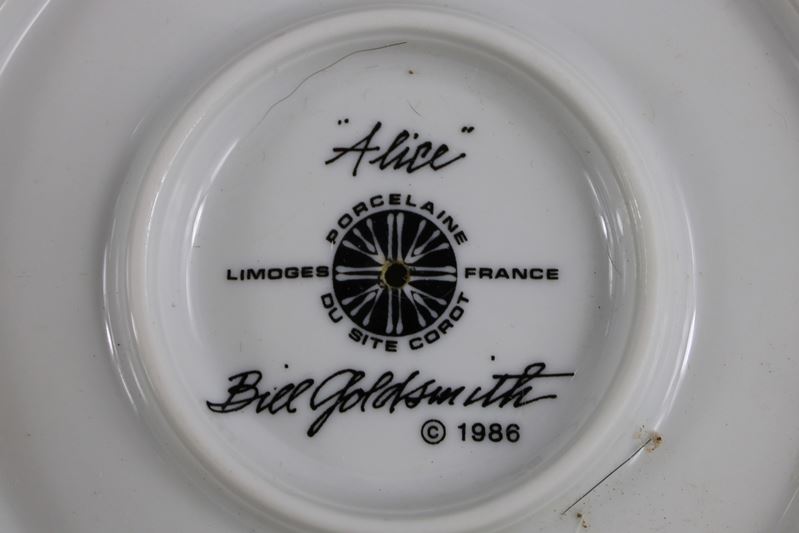 "Alice"
PORCELAINE
LIMOGES FRANCE
DU SITE COROT
Bill Goldsmith
© 1986